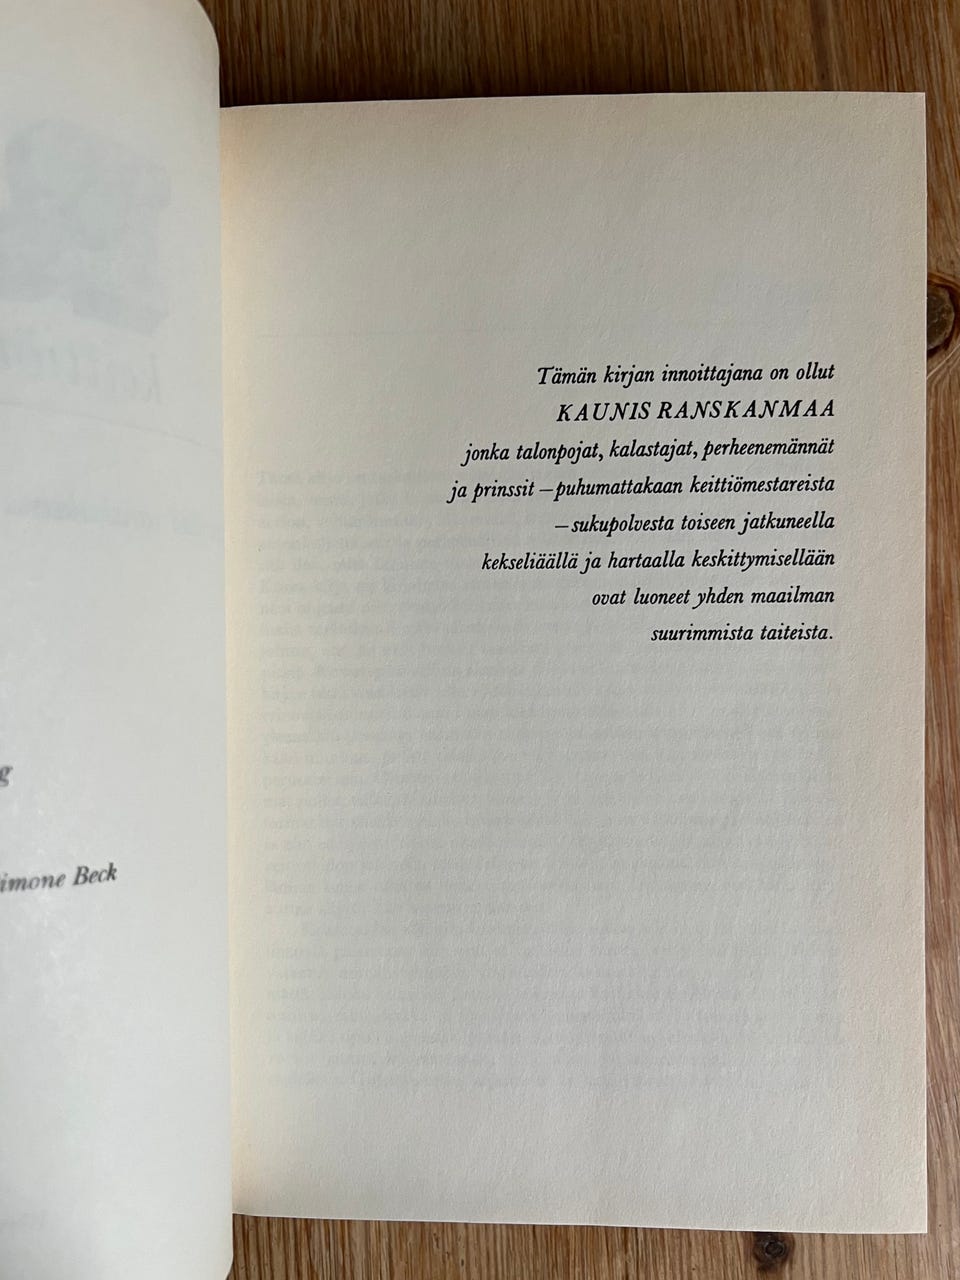 g
imone Beck
Tämän kirjan innoittajana on ollut
KAUNIS RANSKANMAA
jonka talonpojat, kalastajat, perheenemännät
ja prinssit – puhumattakaan keittiömestareista
– sukupolvesta toiseen jatkuneella
kekseliäällä ja hartaalla keskittymisellään
ovat luoneet yhden maailman
suurimmista taiteista.